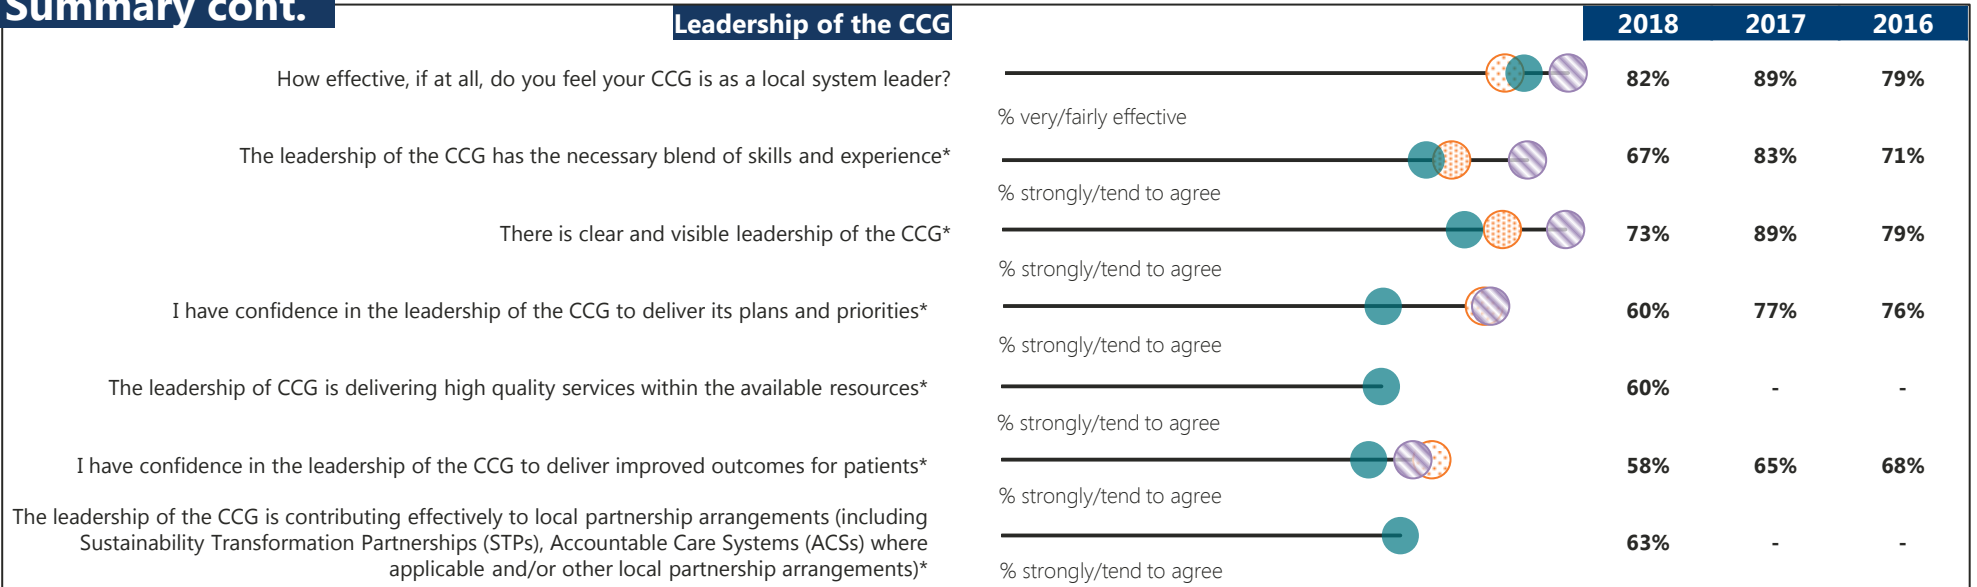 Summary cont.
Leadership of the CCG
2018 2017 2016
How effective, if at all, do you feel your CCG is as a local system leader?
82% 89% 79%
% very/fairly effective
The leadership of the CCG has the necessary blend of skills and experience*
67% 83% 71%
% strongly/tend to agree
There is clear and visible leadership of the CCG*
73% 89% 79%
% strongly/tend to agree
I have confidence in the leadership of the CCG to deliver its plans and priorities*
60% 77% 76%
% strongly/tend to agree
The leadership of CCG is delivering high quality services within the available resources*
60% - -
% strongly/tend to agree
I have confidence in the leadership of the CCG to deliver improved outcomes for patients*
58% 65% 68%
% strongly/tend to agree
The leadership of the CCG is contributing effectively to local partnership arrangements (including
Sustainability Transformation Partnerships (STPs), Accountable Care Systems (ACSs) where
applicable and/or other local partnership arrangements)*
63% - -
% strongly/tend to agree